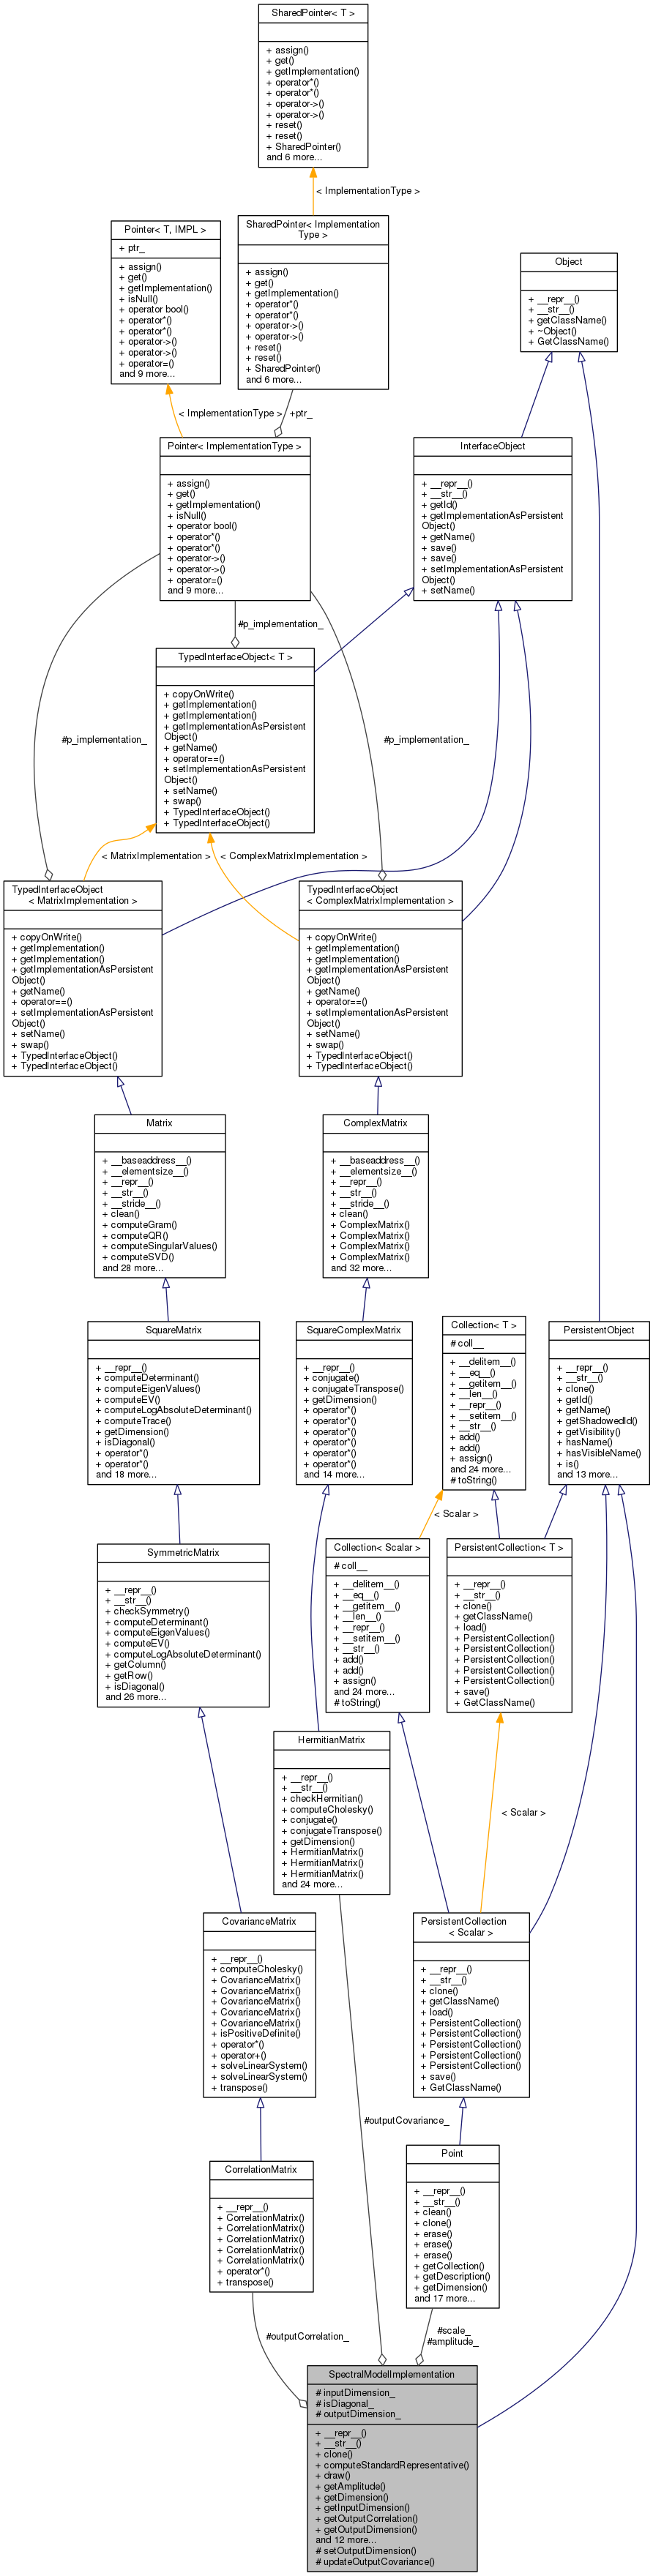 SharedPointer< T >
+ assign()
+ get()
+ getImplementation()
+ operator*()
+ operator*()
+ operator->()
+ operator->()
+ reset()
+ reset()
+ SharedPointer()
and 6 more...
< ImplementationType >
Pointer< T, IMPL >
+ ptr_
+ assign()
+ get()
+ getImplementation()
+ isNull()
+ operator bool()
+ operator*()
+ operator*()
+ operator->()
+ operator->()
+ operator=()
and 9 more...
SharedPointer< Implementation
Type >
+ assign()
+ get()
+ getImplementation()
+ operator*()
+ operator*()
+ operator->()
+ operator->()
+ reset()
+ reset()
+ SharedPointer()
and 6 more...
Object
+ __repr__()
+ __str__()
+ getClassName()
+ ~Object()
+ GetClassName()
< ImplementationType >
+ptr_
Pointer< ImplementationType >
+ assign()
+ get()
+ getImplementation()
+ isNull()
+ operator bool()
+ operator*()
+ operator*()
+ operator->()
+ operator->()
+ operator=()
and 9 more...
InterfaceObject
+ __repr__()
+ __str__()
+ getId()
+ getImplementationAsPersistent
Object()
+ getName()
+ save()
+ save()
+ setImplementationAsPersistent
Object()
+ setName()
#p_implementation_
TypedInterfaceObject< T >
+ copyOnWrite()
+ getImplementation()
+ getImplementation()
+ getImplementationAsPersistent
Object()
+ getName()
+ operator==()
+ setImplementationAsPersistent
Object()
+ setName()
+ swap()
+ TypedInterfaceObject()
+ TypedInterfaceObject()
#p_implementation_
#p_implementation_
< MatrixImplementation >
< ComplexMatrixImplementation >
TypedInterfaceObject
< MatrixImplementation >
+ copyOnWrite()
+ getImplementation()
+ getImplementation()
+ getImplementationAsPersistent
Object()
+ getName()
+ operator==()
+ setImplementationAsPersistent
Object()
+ setName()
+ swap()
+ TypedInterfaceObject()
+ TypedInterfaceObject()
TypedInterfaceObject
< ComplexMatrixImplementation >
+ copyOnWrite()
+ getImplementation()
+ getImplementation()
+ getImplementationAsPersistent
Object()
+ getName()
+ operator==()
+ setImplementationAsPersistent
Object()
+ setName()
+ swap()
+ TypedInterfaceObject()
+ TypedInterfaceObject()
Matrix
+ __baseaddress__()
+ __elementsize__()
+ __repr__()
+ __str__()
+ __stride__()
+ clean()
+ computeGram()
+ computeQR()
+ computeSingularValues()
+ computeSVD()
and 28 more...
ComplexMatrix
+ __baseaddress__()
+ __elementsize__()
+ __repr__()
+ __str__()
+ __stride__()
+ clean()
+ ComplexMatrix()
+ ComplexMatrix()
+ ComplexMatrix()
+ ComplexMatrix()
and 32 more...
SquareMatrix
+ __repr__()
+ computeDeterminant()
+ computeEigenValues()
+ computeEV()
+ computeLogAbsoluteDeterminant()
+ computeTrace()
+ getDimension()
+ isDiagonal()
+ operator*()
+ operator*()
and 18 more...
SquareComplexMatrix
+ __repr__()
+ conjugate()
+ conjugateTranspose()
+ getDimension()
+ operator*()
+ operator*()
+ operator*()
+ operator*()
+ operator*()
+ operator*()
and 14 more...
Collection< T >
# coll__
+ __delitem__()
+ __eq__()
+ __getitem__()
+ __len__()
+ __repr__()
+ __setitem__()
+ __str__()
+ add()
+ add()
+ assign()
and 24 more...
# toString()
PersistentObject
+ __repr__()
+ __str__()
+ clone()
+ getId()
+ getName()
+ getShadowedId()
+ getVisibility()
+ hasName()
+ hasVisibleName()
+ is()
and 13 more...
< Scalar >
SymmetricMatrix
+ __repr__()
+ __str__()
+ checkSymmetry()
+ computeDeterminant()
+ computeEigenValues()
+ computeEV()
+ computeLogAbsoluteDeterminant()
+ getColumn()
+ getRow()
+ isDiagonal()
and 26 more...
Collection< Scalar >
# coll__
+ __delitem__()
+ __eq__()
+ __getitem__()
+ __len__()
+ __repr__()
+ __setitem__()
+ __str__()
+ add()
+ add()
+ assign()
and 24 more...
# toString()
PersistentCollection< T >
+ __repr__()
+ __str__()
+ clone()
+ getClassName()
+ load()
+ PersistentCollection()
+ PersistentCollection()
+ PersistentCollection()
+ PersistentCollection()
+ PersistentCollection()
+ save()
+ GetClassName()
HermitianMatrix
+ __repr__()
+ __str__()
+ checkHermitian()
+ computeCholesky()
+ conjugate()
+ conjugateTranspose()
+ getDimension()
+ HermitianMatrix()
+ HermitianMatrix()
+ HermitianMatrix()
and 24 more...
< Scalar >
CovarianceMatrix
+ __repr__()
+ computeCholesky()
+ CovarianceMatrix()
+ CovarianceMatrix()
+ CovarianceMatrix()
+ CovarianceMatrix()
+ CovarianceMatrix()
+ isPositiveDefinite()
+ operator*()
+ operator+()
+ solveLinearSystem()
+ solveLinearSystem()
+ transpose()
PersistentCollection
< Scalar >
+ __repr__()
+ __str__()
+ clone()
+ getClassName()
+ load()
+ PersistentCollection()
+ PersistentCollection()
+ PersistentCollection()
+ PersistentCollection()
+ PersistentCollection()
+ save()
+ GetClassName()
#outputCovariance_
CorrelationMatrix
+ __repr__()
+ CorrelationMatrix()
+ CorrelationMatrix()
+ CorrelationMatrix()
+ CorrelationMatrix()
+ CorrelationMatrix()
+ operator*()
+ transpose()
Point
+ __repr__()
+ __str__()
+ clean()
+ clone()
+ erase()
+ erase()
+ erase()
+ getCollection()
+ getDescription()
+ getDimension()
and 17 more...
#outputCorrelation_
#scale_
#amplitude_
SpectralModelImplementation
# inputDimension_
# isDiagonal_
# outputDimension_
+ __repr__()
+ __str__()
+ clone()
+ computeStandardRepresentative()
+ draw()
+ getAmplitude()
+ getDimension()
+ getInputDimension()
+ getOutputCorrelation()
+ getOutputDimension()
and 12 more...
# setOutputDimension()
# updateOutputCovariance()